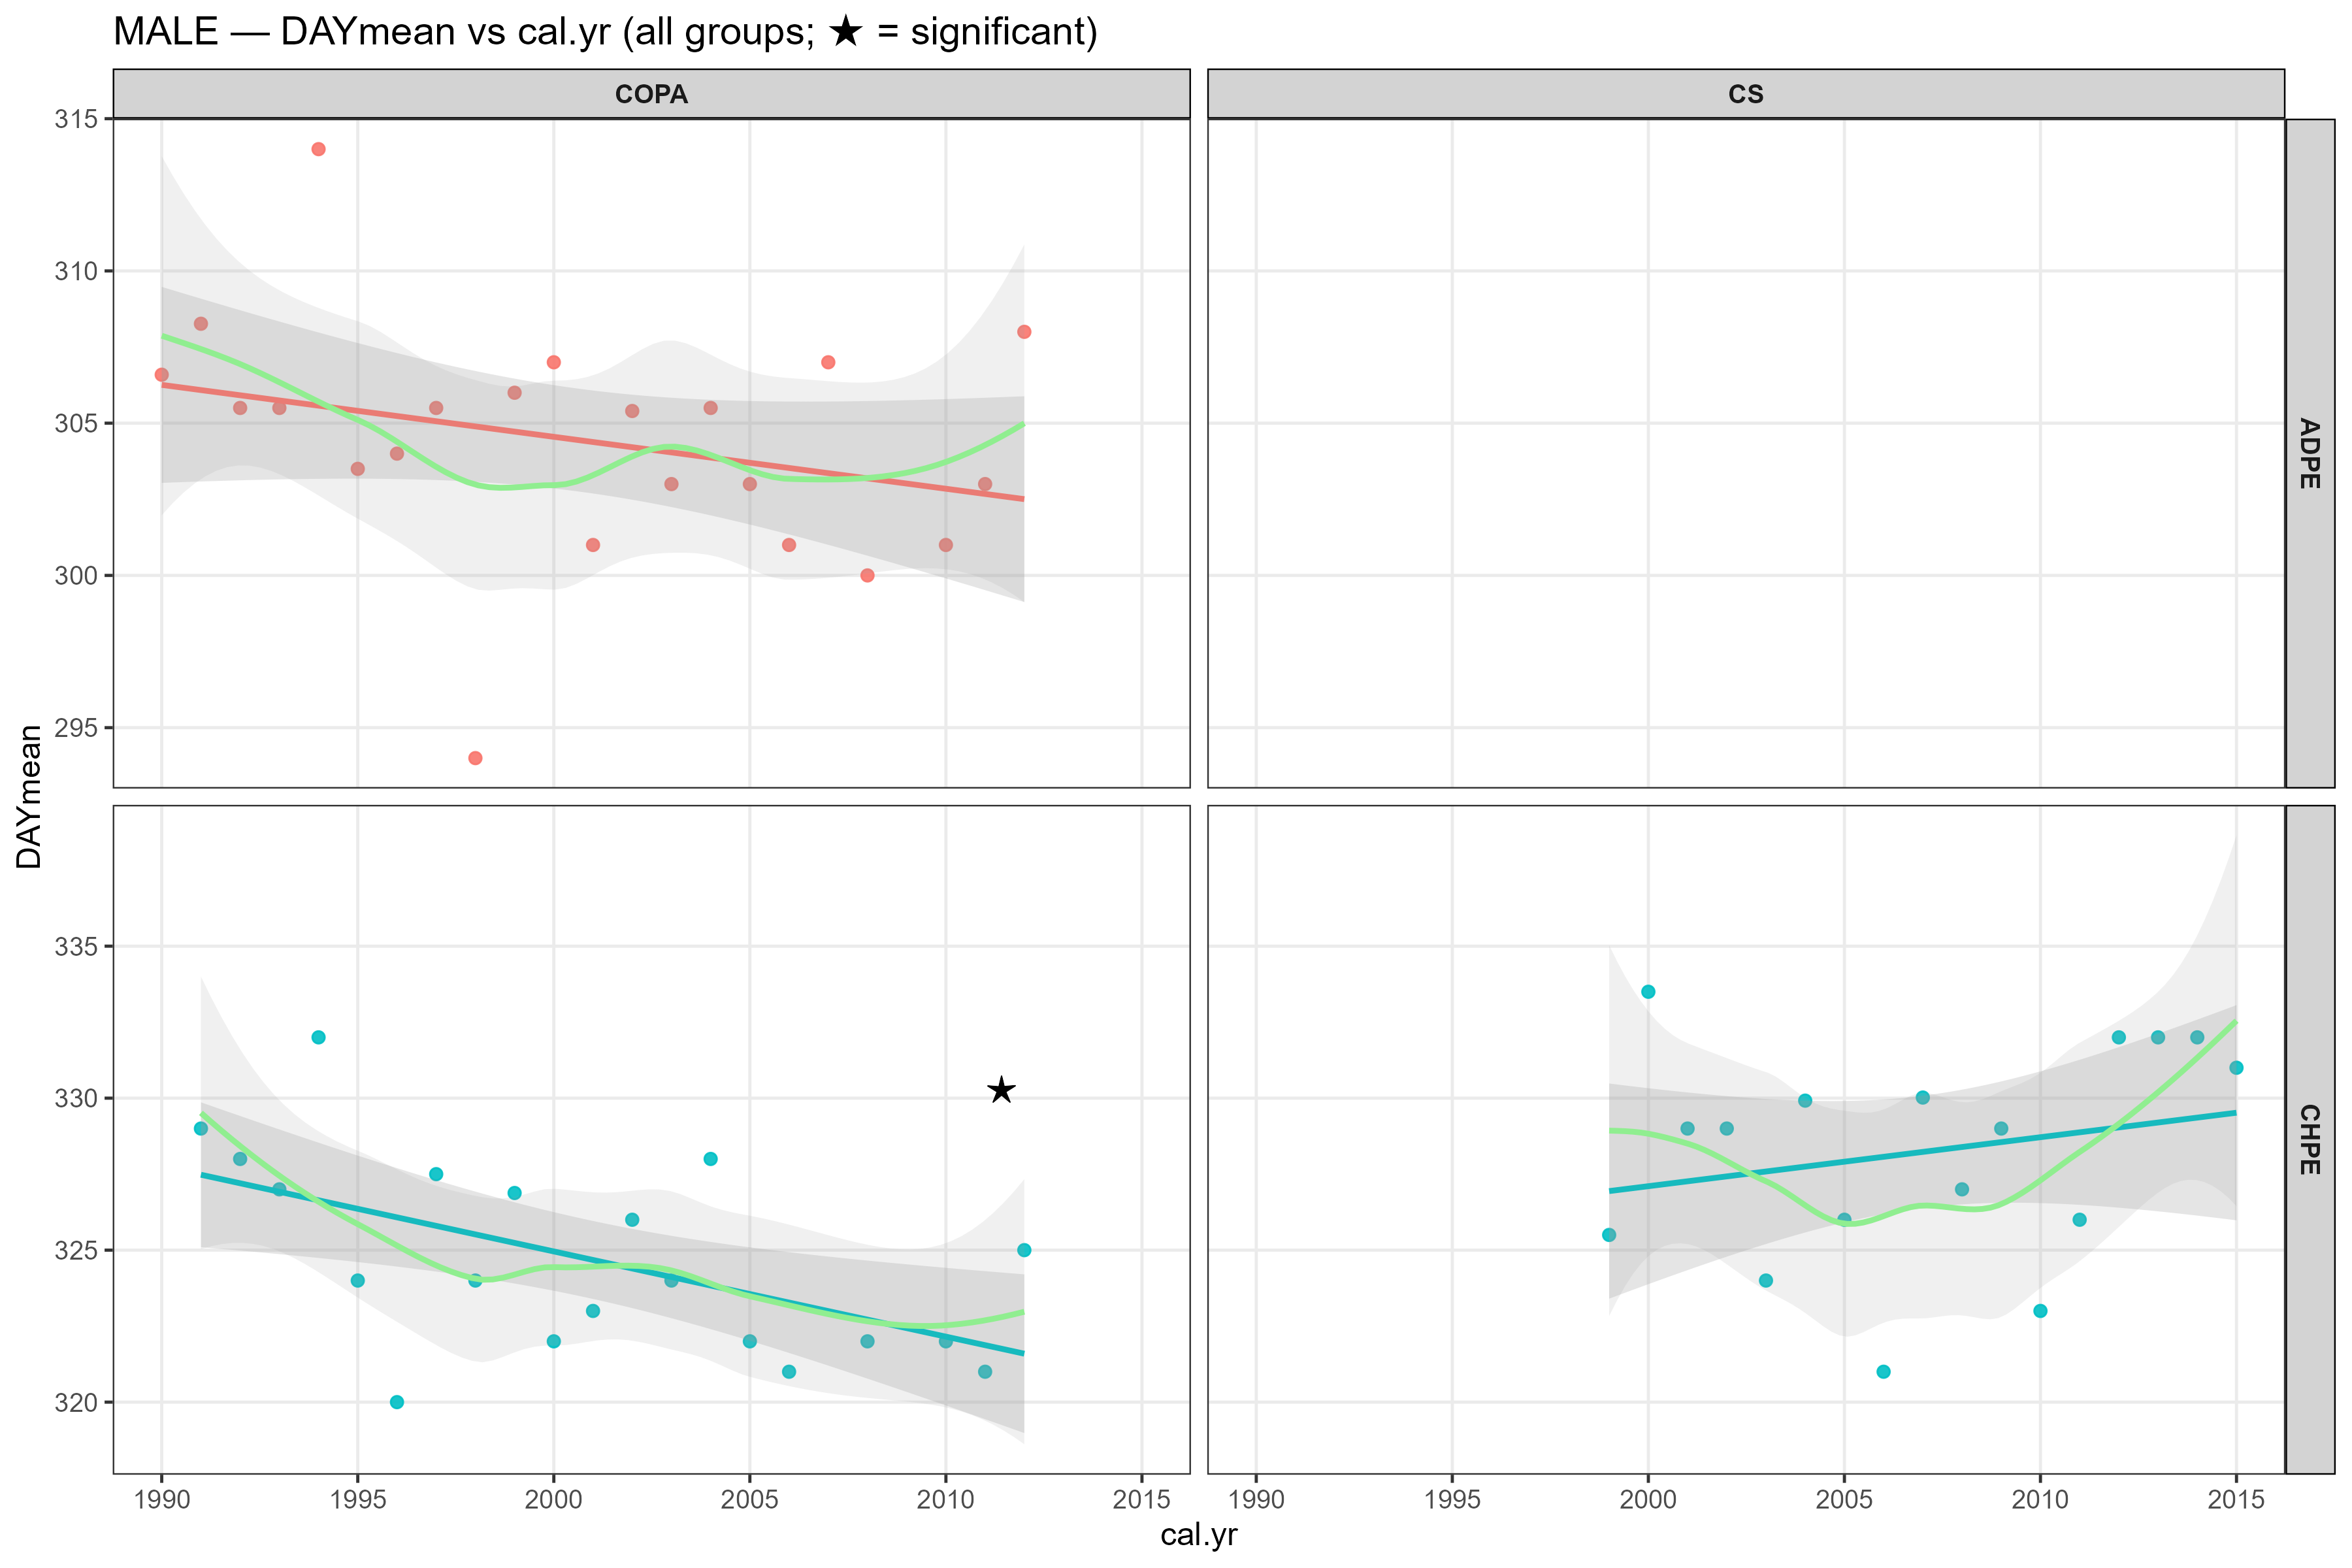 MALE — DAYmean vs cal.yr (all groups; ★ = significant)
COPA
CS
315
310
305
300
295
ADPE
DAYmean
335
330
325
320
★
CHPE
1990 1995 2000 2005 2010 2015
1990 1995 2000 2005 2010 2015
cal.yr